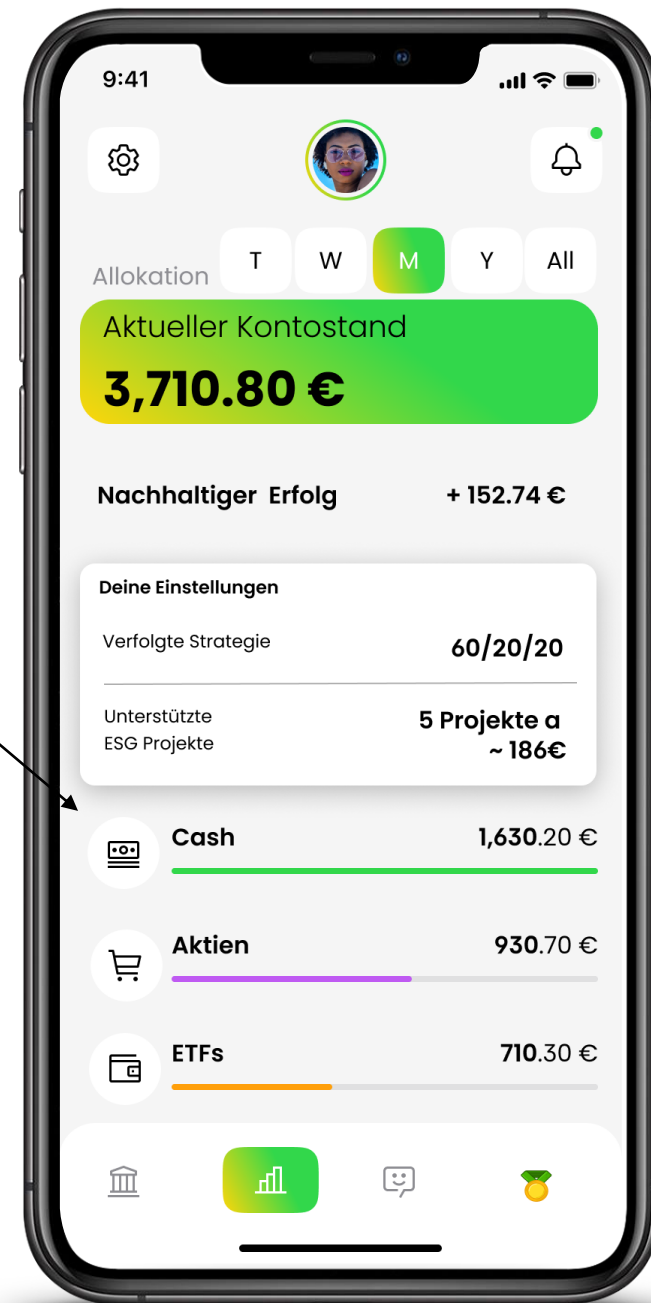 9:41
Allokation
T W M Y All
Aktueller Kontostand
3,710.80 €
Nachhaltiger Erfolg + 152.74 €
Deine Einstellungen
Verfolgte Strategie 60/20/20
Unterstützte
ESG Projekte
5 Projekte a
~ 186€
Cash 1,630.20 €
Aktien 930.70 €
ETFs 710.30 €